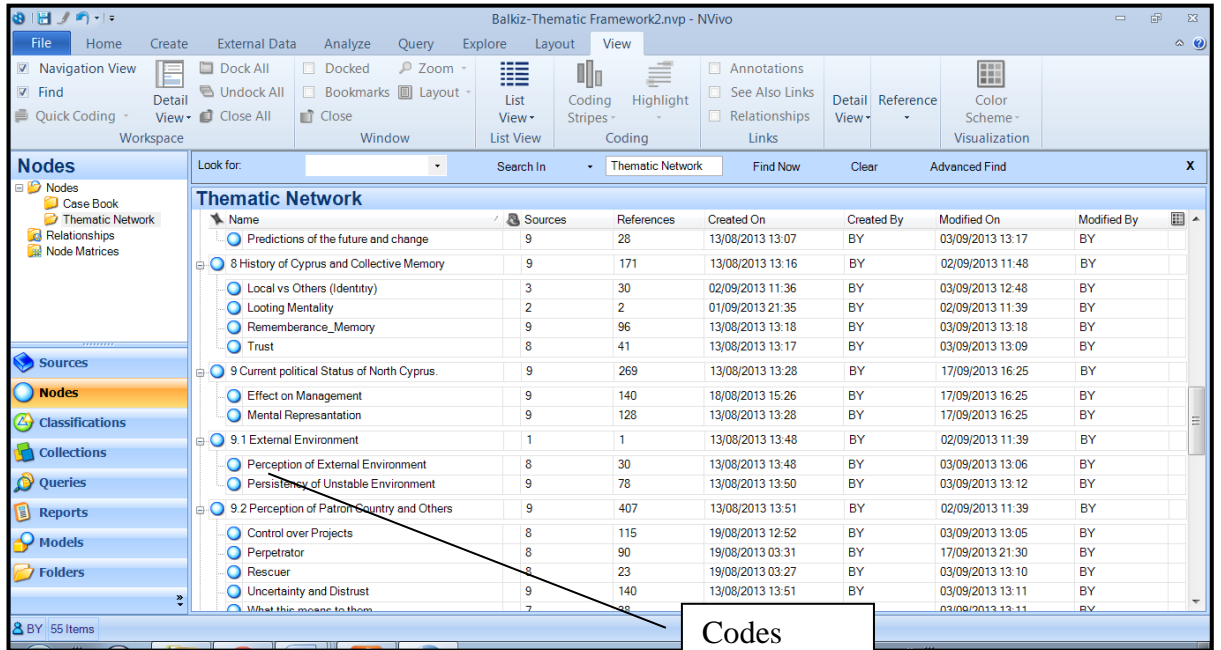 Balkiz-Thematic Framework2.nvp - NVivo
File Home Create External Data Analyze Query Explore Layout View
Navigation View Dock All Docked Zoom Annotations
Find Undock All Bookmarks Layout See Also Links
Quick Coding Detail View Close All Close List View Coding Stripes Highlight Relationships Detail View Reference Color Scheme
Workspace Window List View Coding Links Visualization
Nodes
Look for: Search In Thematic Network Find Now Clear Advanced Find X
Nodes
Case Book
Thematic Network
Relationships
Node Matrices
Sources
Nodes
Classifications
Collections
Queries
Reports
Models
Folders
Thematic Network
Name Sources References Created On Created By Modified On Modified By
Predictions of the future and change 9 28 13/08/2013 13:07 BY 03/09/2013 13:17 BY
8 History of Cyprus and Collective Memory 9 171 13/08/2013 13:16 BY 02/09/2013 11:48 BY
Local vs Others (Identitiy) 3 30 02/09/2013 11:36 BY 03/09/2013 12:48 BY
Looting Mentality 2 2 01/09/2013 21:35 BY 02/09/2013 11:39 BY
Rememberance_Memory 9 96 13/08/2013 13:18 BY 03/09/2013 13:18 BY
Trust 8 41 13/08/2013 13:17 BY 03/09/2013 13:09 BY
9 Current political Status of North Cyprus. 9 269 13/08/2013 13:28 BY 17/09/2013 16:25 BY
Effect on Management 9 140 18/08/2013 15:26 BY 17/09/2013 16:25 BY
Mental Represantation 9 128 13/08/2013 13:28 BY 17/09/2013 16:25 BY
9.1 External Environment 1 1 13/08/2013 13:48 BY 02/09/2013 11:39 BY
Perception of External Environment 8 30 13/08/2013 13:48 BY 03/09/2013 13:06 BY
Persistency of Unstable Environment 9 78 13/08/2013 13:50 BY 03/09/2013 13:12 BY
9.2 Perception of Patron Country and Others 9 407 13/08/2013 13:51 BY 02/09/2013 11:39 BY
Control over Projects 8 115 19/08/2013 12:52 BY 03/09/2013 13:05 BY
Perpetrator 8 90 19/08/2013 03:31 BY 17/09/2013 21:30 BY
Rescuer 8 23 19/08/2013 03:27 BY 03/09/2013 13:10 BY
Uncertainty and Distrust 9 140 13/08/2013 13:51 BY 03/09/2013 13:11 BY
What this means to them 7 03/09/2013 13:11 BY
Codes
BY 55 Items